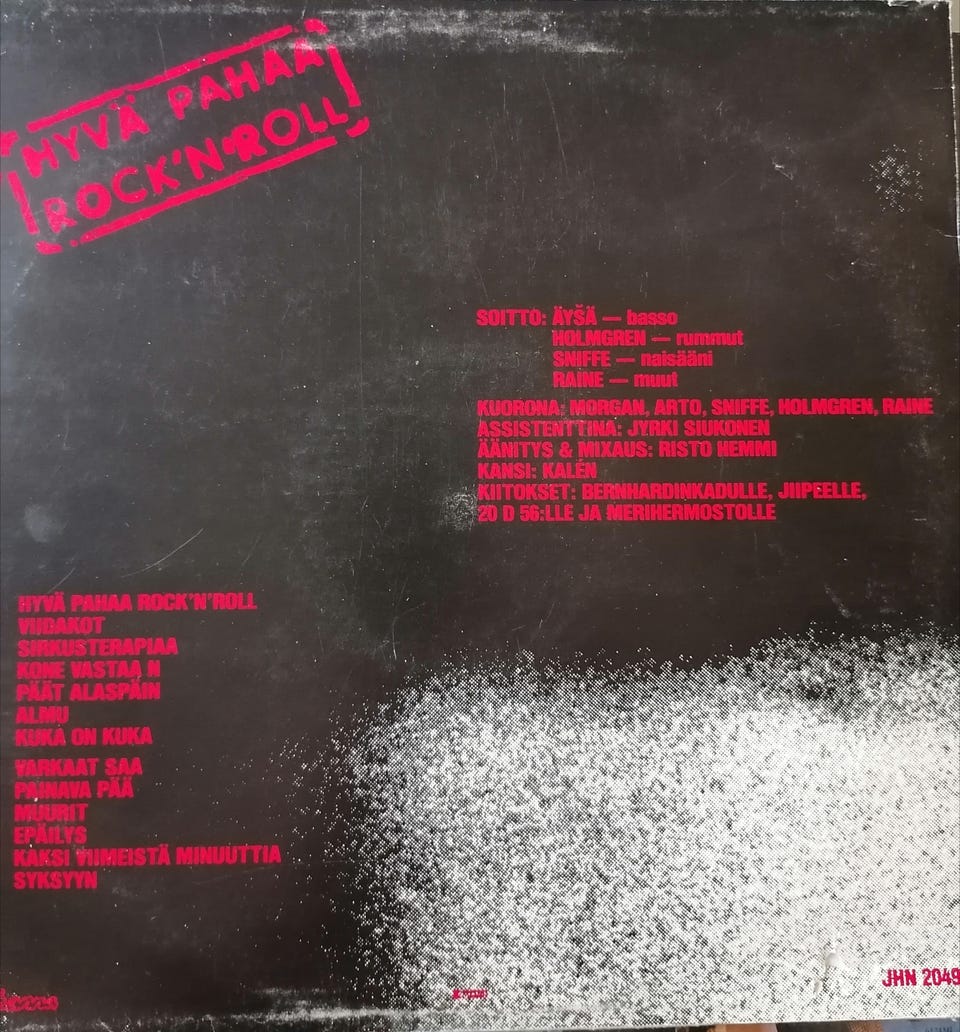 HYVÄ PAHAA
ROCK'N'ROLL
SOITTO: ÄYŠÄ — basso
HOLMGREN — rummut
SNIFFE — naisääni
RAINE — muut
KUORONA: MORGAN, ARTO, SNIFFE, HOLMGREN, RAINE
ASSISTENTTINA: JYRKI SIUKONEN
ÄÄNITYS & MIXAUS: RISTO HEMMI
KANSI: KALÉN
KIITOKSET: BERNHARDINKADULLE, JIIPEELLE,
20 D 56:LLE JA MERIHERMOSTOLLE
HYVÄ PAHAA ROCK'N'ROLL
VIIDAKOT
SIRKUSTERAPIAA
KONE VASTAA N
PÄÄT ALASPÄIN
ALMU
KUKA ON KUKA
VARKAAT SAA
PAINAVA PÄÄ
MUURIT
EPÄILYS
KAKSI VIIMEISTÄ MINUUTTIA
SYKSYYN
JHN 2049